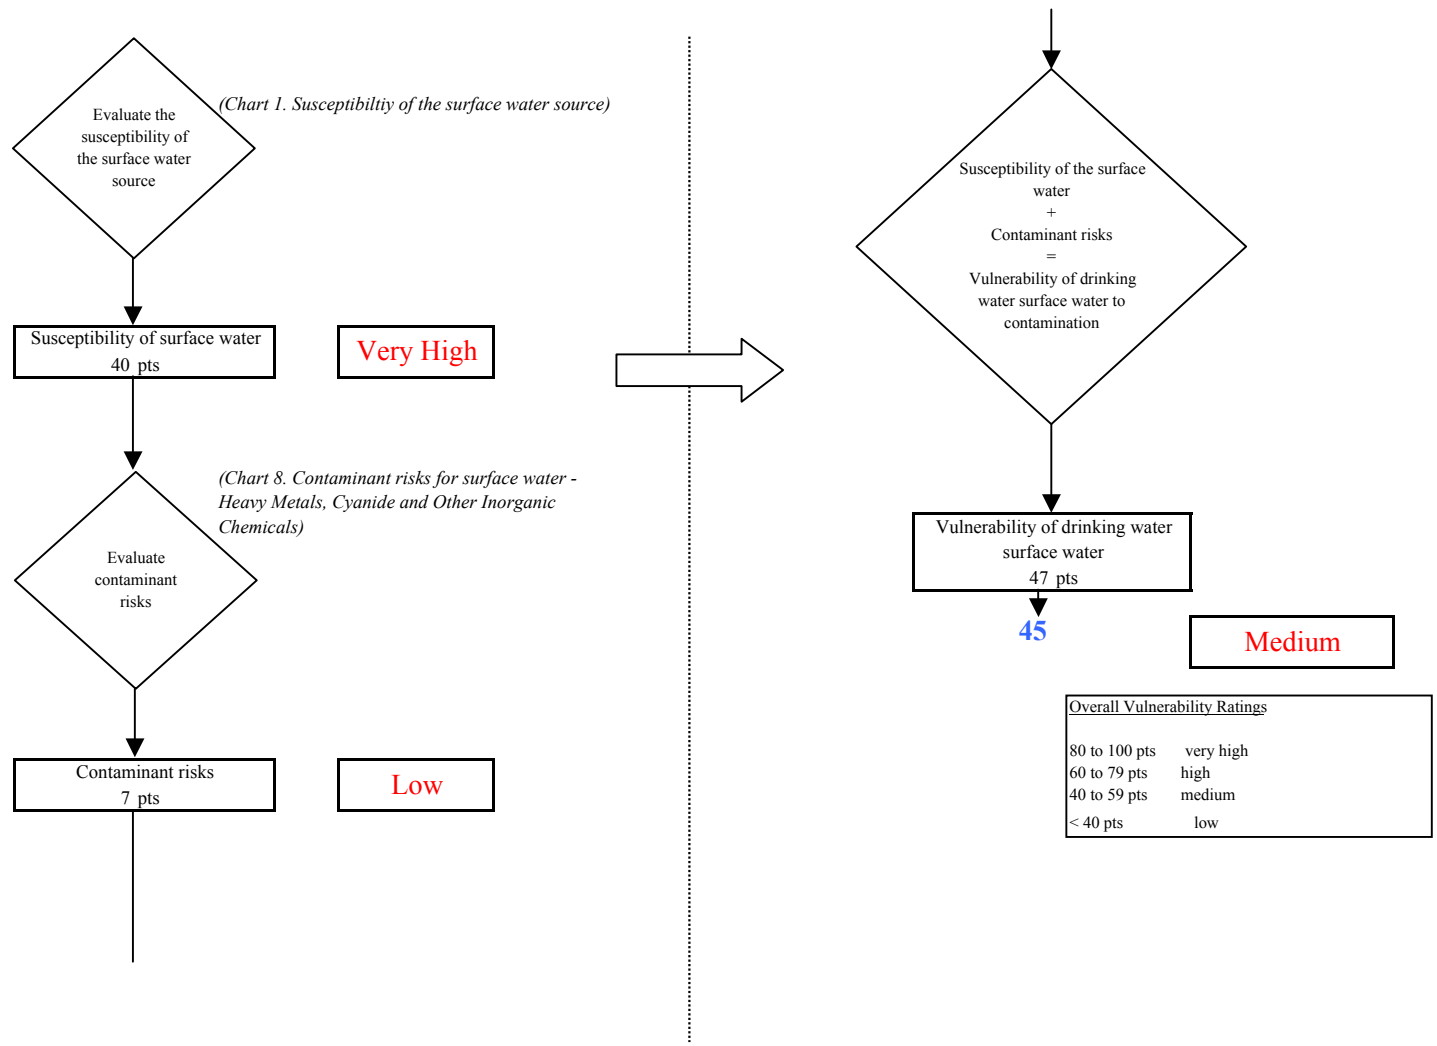 Evaluate the
susceptibility of
the surface water
source
(Chart 1. Susceptibiltiy of the surface water source)
Susceptibility of surface water
40 pts
Very High
(Chart 8. Contaminant risks for surface water -
Heavy Metals, Cyanide and Other Inorganic
Chemicals)
Evaluate
contaminant
risks
Contaminant risks
7 pts
Low
Susceptibility of the surface
water
+
Contaminant risks
=
Vulnerability of drinking
water surface water to
contamination
Vulnerability of drinking water
surface water
47 pts
45
Medium
Overall Vulnerability Ratings
80 to 100 pts very high
60 to 79 pts high
40 to 59 pts medium
< 40 pts low